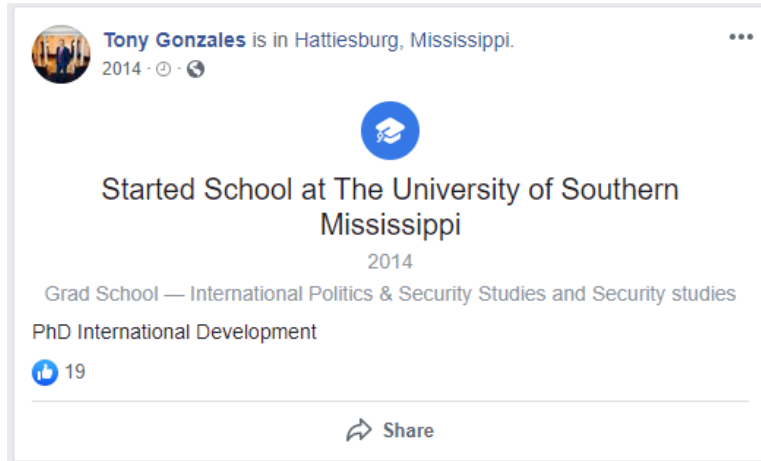 Tony Gonzales is in Hattiesburg, Mississippi.
2014 ·
Started School at The University of Southern
Mississippi
2014
Grad School — International Politics & Security Studies and Security studies
PhD International Development
19
Share